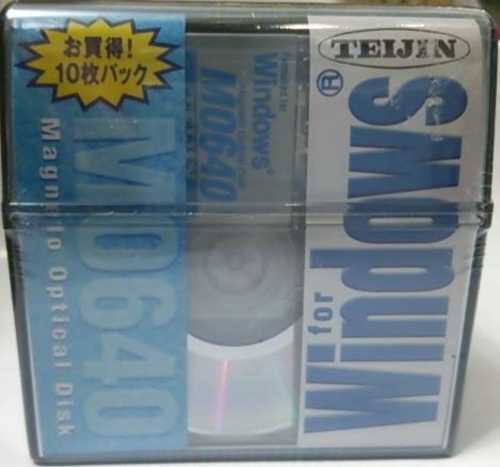 お買得!
10枚パック
MO640
Magneto Optical Disk
Windows®
MO640
TEIJIN
for
Windows®